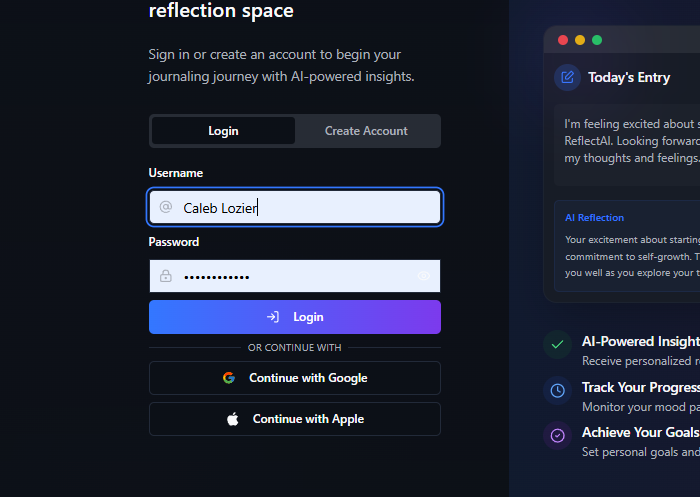 reflection space
Sign in or create an account to begin your
journaling journey with AI-powered insights.
Login
Create Account
Username
Caleb Lozier
Password
Login
OR CONTINUE WITH
Continue with Google
Continue with Apple
Today's Entry
I'm feeling excited about
ReflectAI. Looking forward
my thoughts and feelings.
AI Reflection
Your excitement about starting
commitment to self-growth.
you well as you explore your
AI-Powered Insight
Receive personalized
Track Your Progress
Monitor your mood
Achieve Your Goals
Set personal goals and